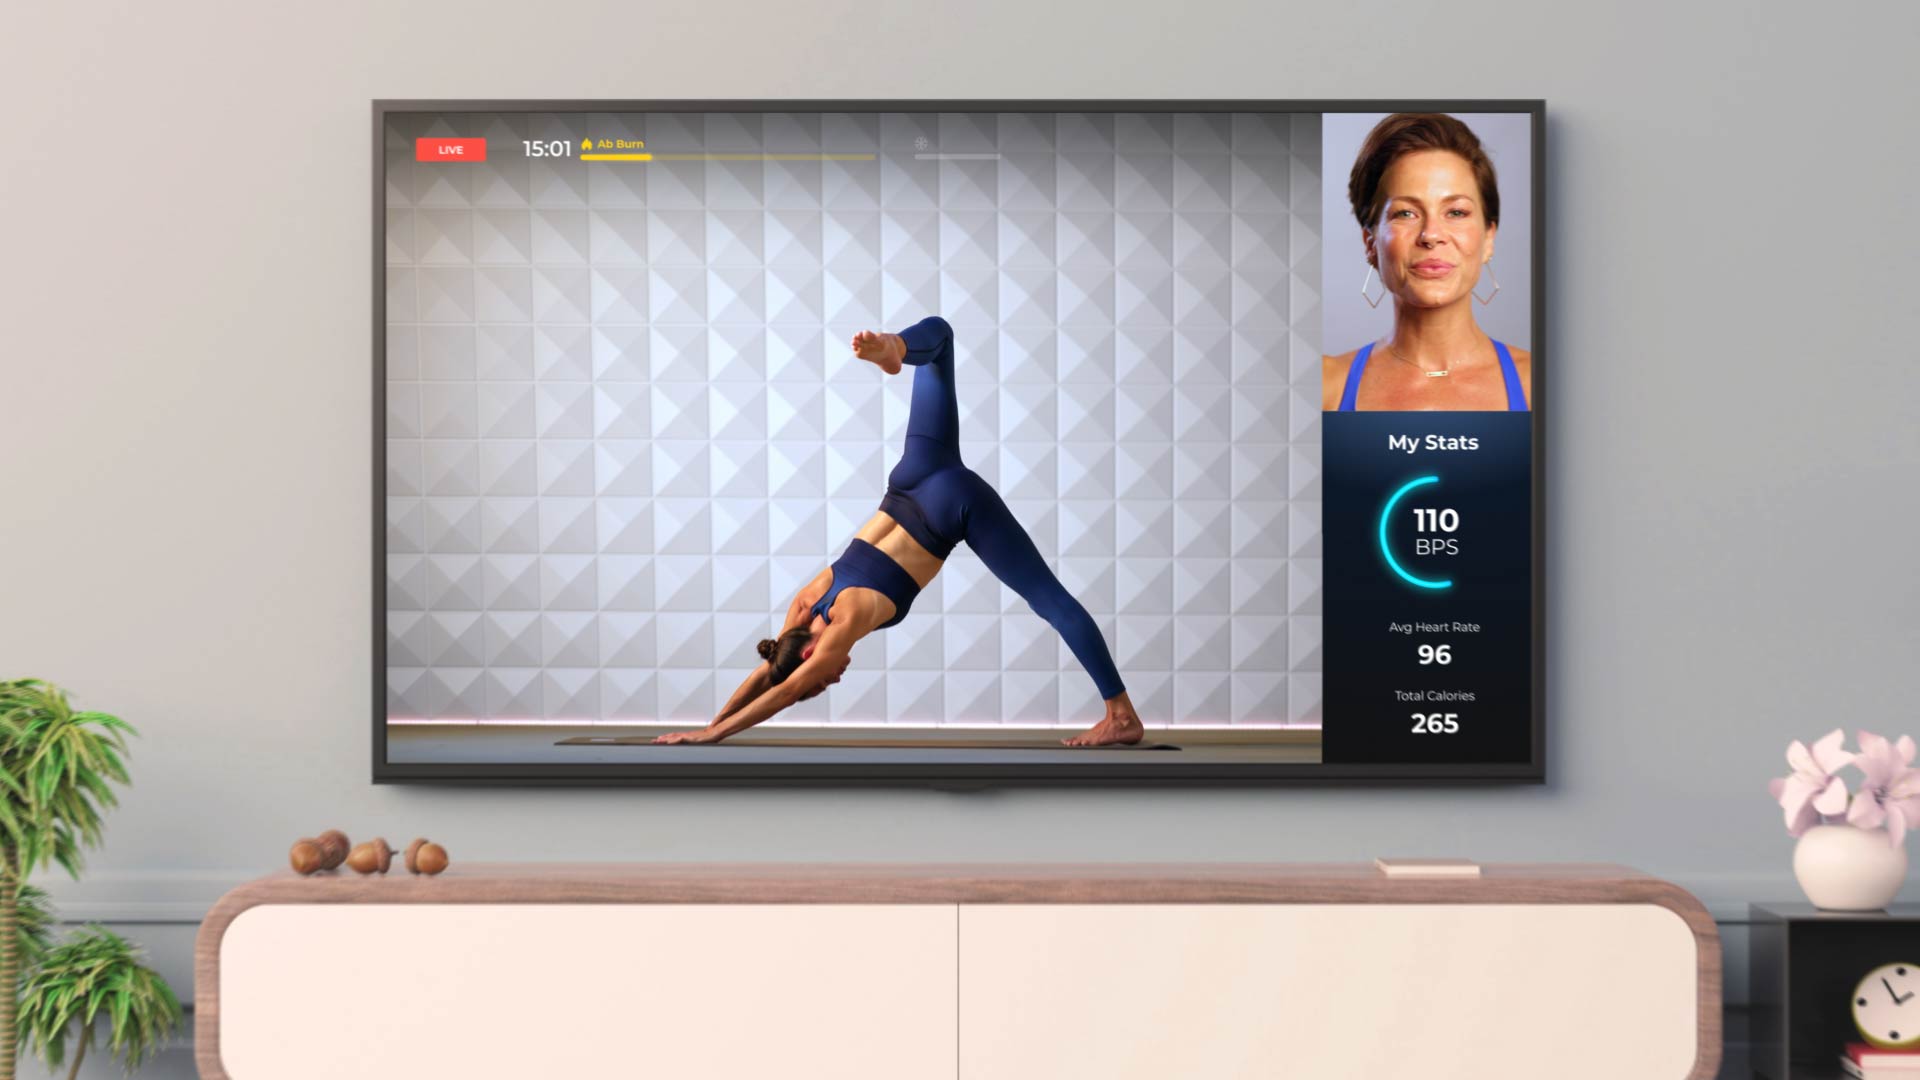 LIVE
15:01
Ab Burn
My Stats
110
BPS
Avg Heart Rate
96
Total Calories
265